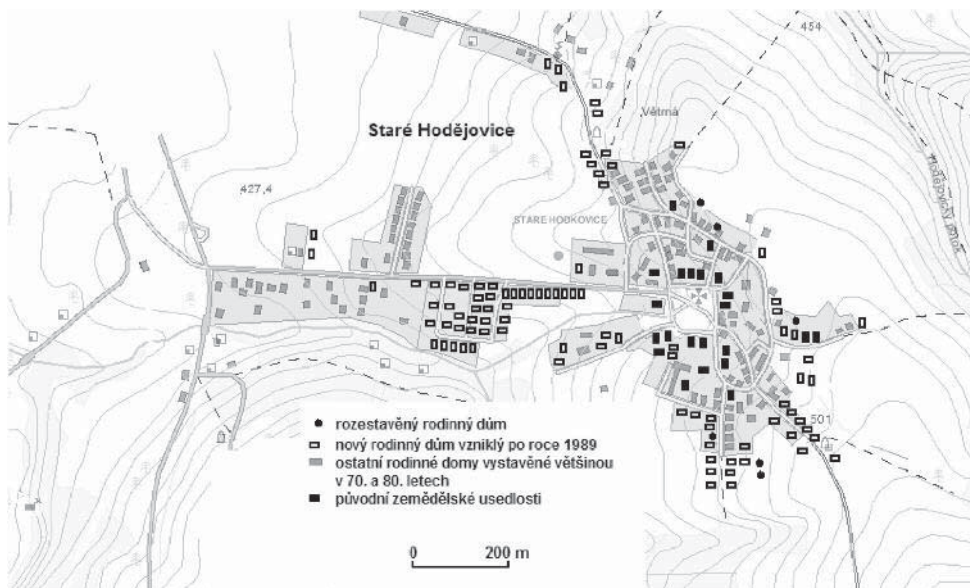 454
Větrná
Staré Hodějovice
427,4
STARE HODKOVICE
501
rozestavěný rodinný dům
nový rodinný dům vzniklý po roce 1989
ostatní rodinné domy vystavěné většinou
v 70. a 80. letech
původní zemědělské usedlosti
0 200 m